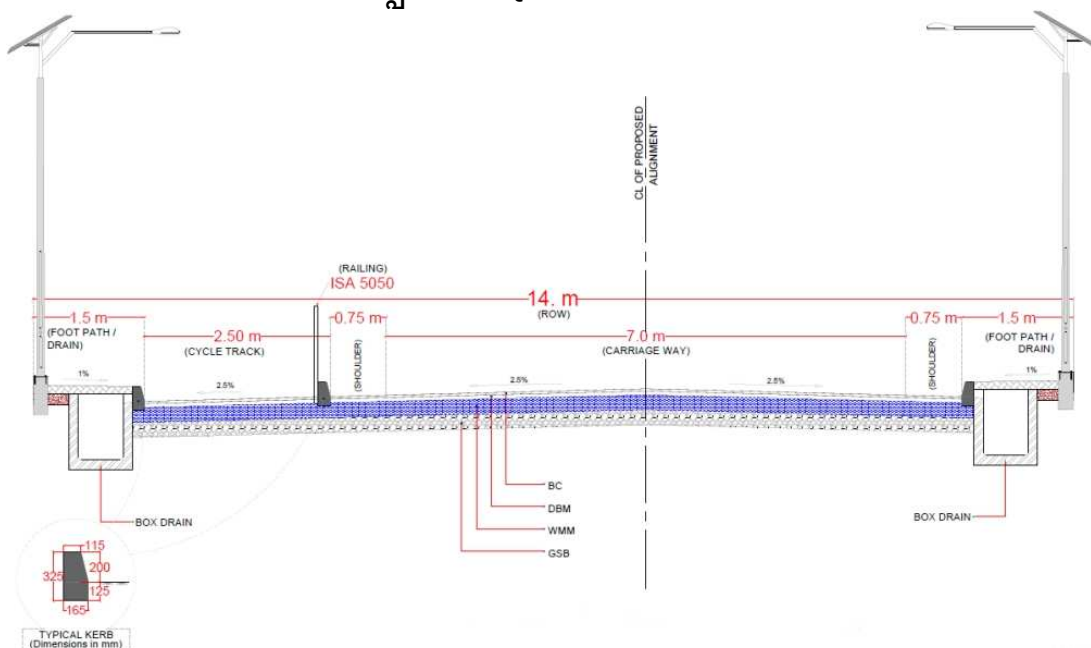 CL OF PROPOSED
ALIGNMENT
(RAILING)
ISA 5050
14. m
(ROW)
1.5 m
(FOOT PATH /
DRAIN)
2.50 m
(CYCLE TRACK)
0.75 m
(SHOULDER)
7.0 m
(CARRIAGE WAY)
0.75 m
(SHOULDER)
1.5 m
(FOOT PATH /
DRAIN)
1%
2.5%
2.5%
2.5%
1%
BC
DBM
WMM
GSB
BOX DRAIN
BOX DRAIN
115
325
200
125
165
TYPICAL KERB
(Dimensions in mm)